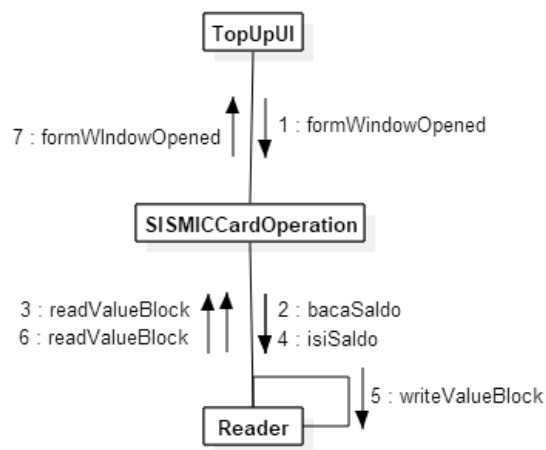 TopUpUI
7 : formWIndowOpened
1 : formWindowOpened
SISMICCardOperation
3 : readValueBlock
2 : bacaSaldo
6 : readValueBlock
4 : isiSaldo
5 : writeValueBlock
Reader